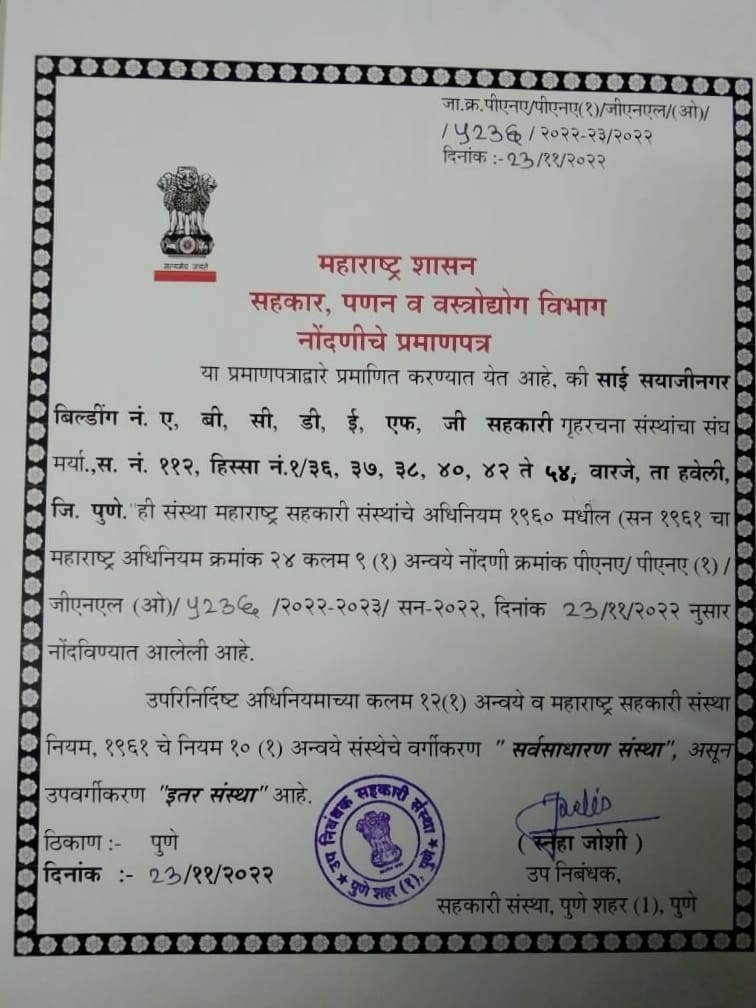 जा.क्र.पीएनए/पीएनए(१)/जीएनएल/(ओ)/
/ ५२३६ / २०२२-२३/२०२२
दिनांक :-२३/११/२०२२
सत्यमेव जयते
महाराष्ट्र शासन
सहकार, पणन व वस्त्रोद्योग विभाग
नोंदणीचे प्रमाणपत्र
या प्रमाणपत्राद्वारे प्रमाणित करण्यात येत आहे, की साई सयाजीनगर
बिल्डींग नं. ए, बी, सी, डी, ई, एफ, जी सहकारी गृहरचना संस्थांचा संघ
मर्या.,स. नं. ११२, हिस्सा नं.१/३६, ३७, ३८, ४०, ४२ ते ५४, वारजे, ता हवेली,
जि. पुणे." ही संस्था महाराष्ट्र सहकारी संस्थांचे अधिनियम १९६० मधील (सन १९६१ चा
महाराष्ट्र अधिनियम क्रमांक २४ कलम ९ (१) अन्वये नोंदणी क्रमांक पीएनए/ पीएनए (१) /
जीएनएल (ओ)/ ५२३६ /२०२२-२०२३/ सन-२०२२, दिनांक २३/११/२०२२ नुसार
नोंदविण्यात आलेली आहे.
उपरिनिर्दिष्ट अधिनियमाच्या कलम १२(१) अन्वये व महाराष्ट्र सहकारी संस्था
नियम, १९६१ चे नियम १० (१) अन्वये संस्थेचे वर्गीकरण " सर्वसाधारण संस्था", असून
उपवर्गीकरण "इतर संस्था" आहे.
उप निबंधक सहकारी संस्था
★ पुणे शहर (१), पुणे ★
ठिकाण :- पुणे
दिनांक :- २३/११/२०२२
( स्नेहा जोशी )
उप निबंधक,
सहकारी संस्था, पुणे शहर (1), पुणे